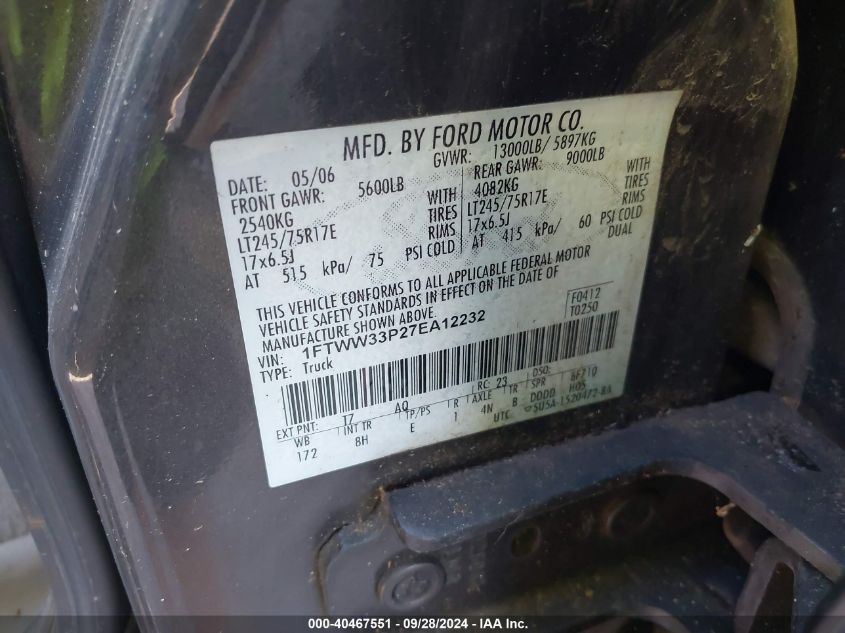 MFD. BY FORD MOTOR CO.
DATE: 05/06 GVWR: 13000LB/ 5897KG
FRONT GAWR: 5600LB REAR GAWR: 9000LB
2540KG WITH 4082KG WITH
LT245/75R17E TIRES LT245/75R17E TIRES
17x6.5J RIMS 17x6.5J RIMS
AT 515 kPa/ 75 PSI COLD AT 415 kPa/ 60 PSI COLD
DUAL
THIS VEHICLE CONFORMS TO ALL APPLICABLE FEDERAL MOTOR
VEHICLE SAFETY STANDARDS IN EFFECT ON THE DATE OF
MANUFACTURE SHOWN ABOVE.
F0412
VIN: 1FTWW33P27EA12232
T0250
TYPE: Truck
EXT PNT: T7 AQ RC: 23 DSO: 8F710
WB INT TR TP/PS R AXLE TR SPR H05
172 8H E 1 4N B DDDD
UTC 5U5A-1520472-BA
000-40467551 - 09/28/2024 - IAA Inc.